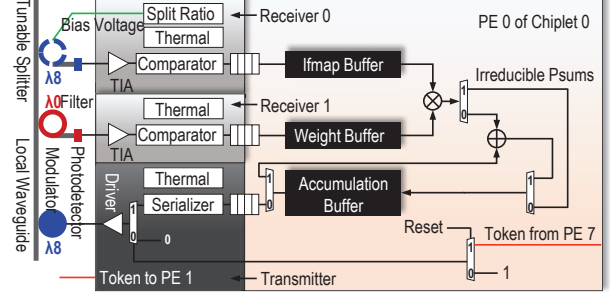 Tunable Splitter
Local Waveguide
Bias Voltage
Split Ratio
Receiver 0
PE 0 of Chiplet 0
Thermal
Comparator
Ifmap Buffer
TIA
λ8
Irreducible Psums
1
0
λ0
Filter
Thermal
Receiver 1
Comparator
Weight Buffer
TIA
Modulator
Photodetector
Driver
Thermal
Serializer
1
0
Accumulation
Buffer
1
0
1
0
0
λ8
Reset
1
0
Token from PE 7
1
Token to PE 1
Transmitter